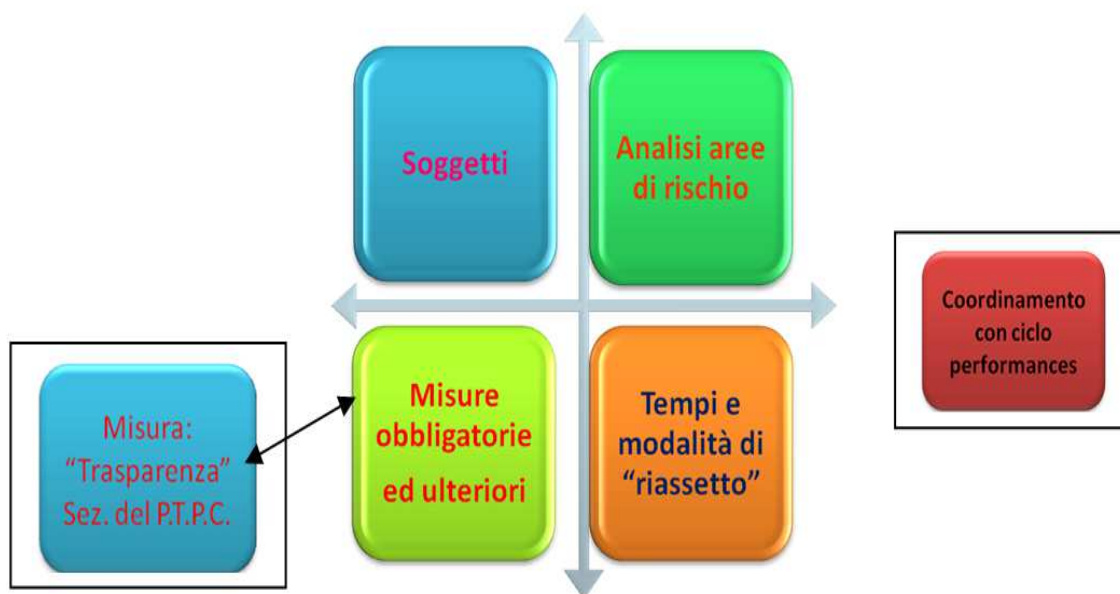 Soggetti
Analisi aree
di rischio
Coordinamento
con ciclo
performances
Misura:
“Trasparenza”
Sez. del P.T.P.C.
Misure
obbligatorie
ed ulteriori
Tempi e
modalità di
“riassetto”